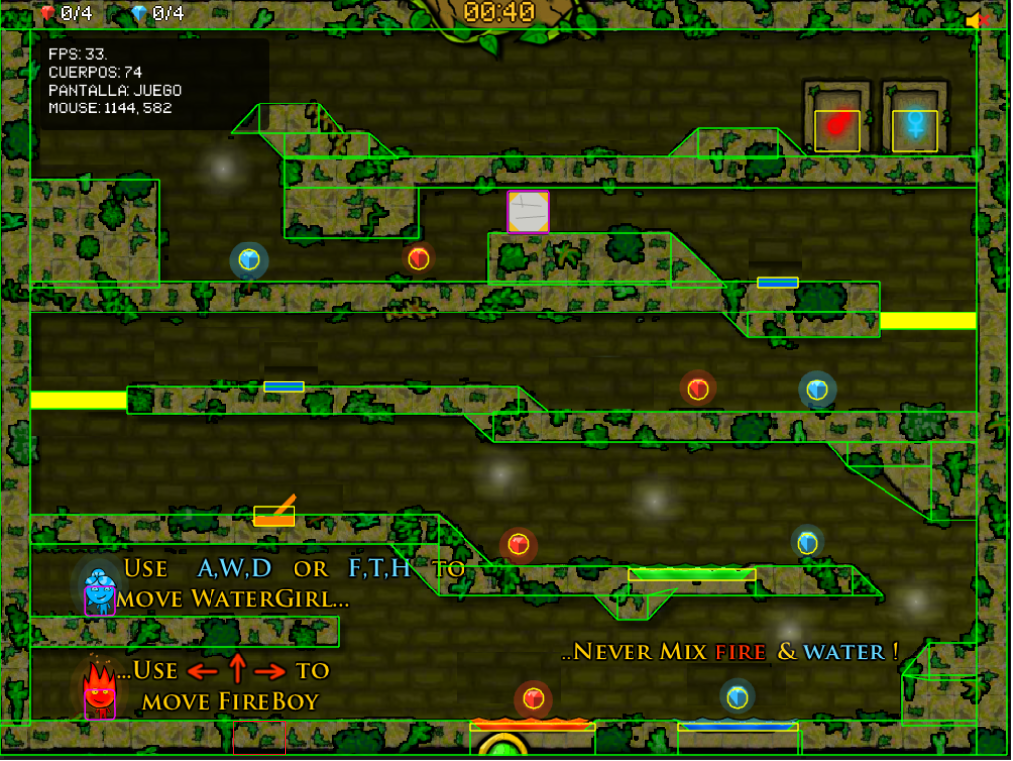 0/4 0/4
00:40
FPS: 33.
CUERPOS: 74
PANTALLA: JUEGO
MOUSE: 1144, 582
USE A,W,D OR F,T,H TO
MOVE WATERGIRL...
..NEVER MIX FIRE & WATER !
...USE ← ↑ → TO
MOVE FIREBOY